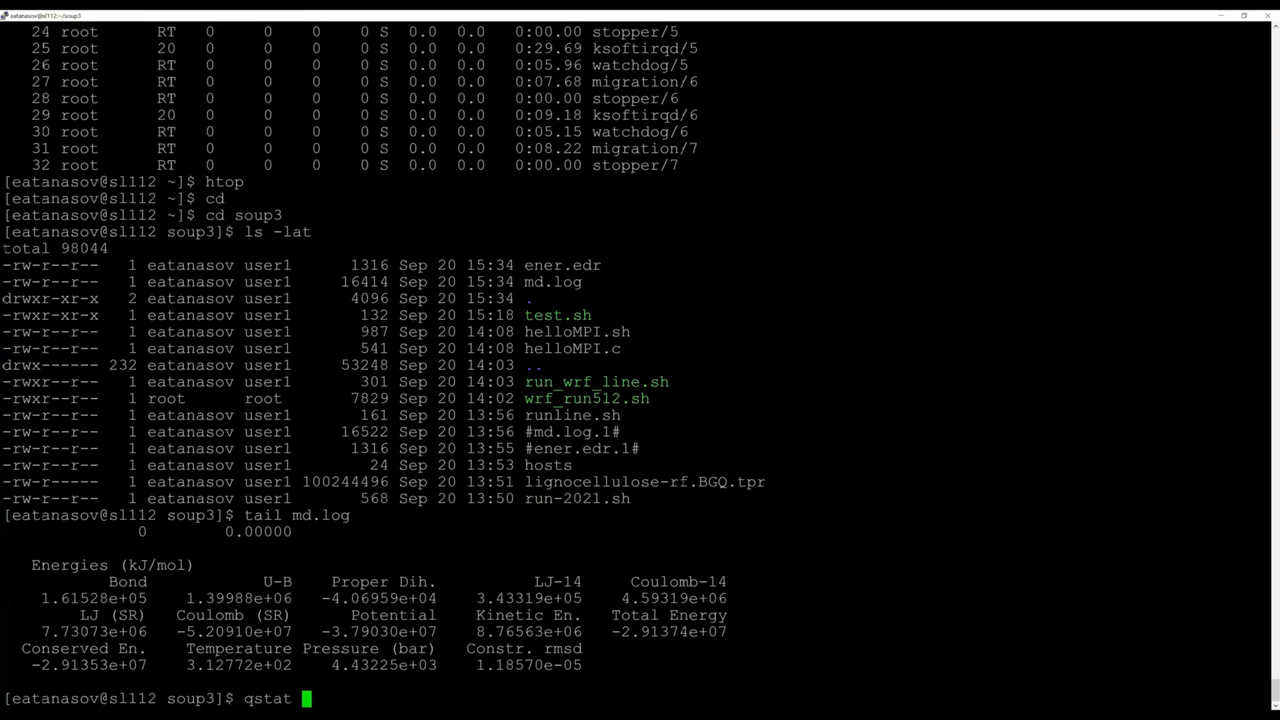 eatanasov@sl112:~/soup3
24 root RT 0 0 0 0 S 0.0 0.0 0:00.00 stopper/5
25 root 20 0 0 0 0 S 0.0 0.0 0:29.69 ksoftirqd/5
26 root RT 0 0 0 0 S 0.0 0.0 0:05.96 watchdog/5
27 root RT 0 0 0 0 S 0.0 0.0 0:07.68 migration/6
28 root RT 0 0 0 0 S 0.0 0.0 0:00.00 stopper/6
29 root 20 0 0 0 0 S 0.0 0.0 0:09.18 ksoftirqd/6
30 root RT 0 0 0 0 S 0.0 0.0 0:05.15 watchdog/6
31 root RT 0 0 0 0 S 0.0 0.0 0:08.22 migration/7
32 root RT 0 0 0 0 S 0.0 0.0 0:00.00 stopper/7
[eatanasov@sl112 ~]$ htop
[eatanasov@sl112 ~]$ cd
[eatanasov@sl112 ~]$ cd soup3
[eatanasov@sl112 soup3]$ ls -lat
total 98044
-rw-r--r-- 1 eatanasov user1 1316 Sep 20 15:34 ener.edr
-rw-r--r-- 1 eatanasov user1 16414 Sep 20 15:34 md.log
drwxr-xr-x 2 eatanasov user1 4096 Sep 20 15:34 .
-rwxr-xr-x 1 eatanasov user1 132 Sep 20 15:18 test.sh
-rw-r--r-- 1 eatanasov user1 987 Sep 20 14:08 helloMPI.sh
-rw-r--r-- 1 eatanasov user1 541 Sep 20 14:08 helloMPI.c
drwx------ 232 eatanasov user1 53248 Sep 20 14:03 ..
-rwxr--r-- 1 eatanasov user1 301 Sep 20 14:03 run_wrf_line.sh
-rwxr--r-- 1 root root 7829 Sep 20 14:02 wrf_run512.sh
-rw-r--r-- 1 eatanasov user1 161 Sep 20 13:56 runline.sh
-rw-r--r-- 1 eatanasov user1 16522 Sep 20 13:56 #md.log.1#
-rw-r--r-- 1 eatanasov user1 1316 Sep 20 13:55 #ener.edr.1#
-rw-r--r-- 1 eatanasov user1 24 Sep 20 13:53 hosts
-rw-r----- 1 eatanasov user1 100244496 Sep 20 13:51 lignocellulose-rf.BGQ.tpr
-rw-r--r-- 1 eatanasov user1 568 Sep 20 13:50 run-2021.sh
[eatanasov@sl112 soup3]$ tail md.log
0 0.00000
Energies (kJ/mol)
Bond U-B Proper Dih. LJ-14 Coulomb-14
1.61528e+05 1.39988e+06 -4.06959e+04 3.43319e+05 4.59319e+06
LJ (SR) Coulomb (SR) Potential Kinetic En. Total Energy
7.73073e+06 -5.20910e+07 -3.79030e+07 8.76563e+06 -2.91374e+07
Conserved En. Temperature Pressure (bar) Constr. rmsd
-2.91353e+07 3.12772e+02 4.43225e+03 1.18570e-05
[eatanasov@sl112 soup3]$ qstat